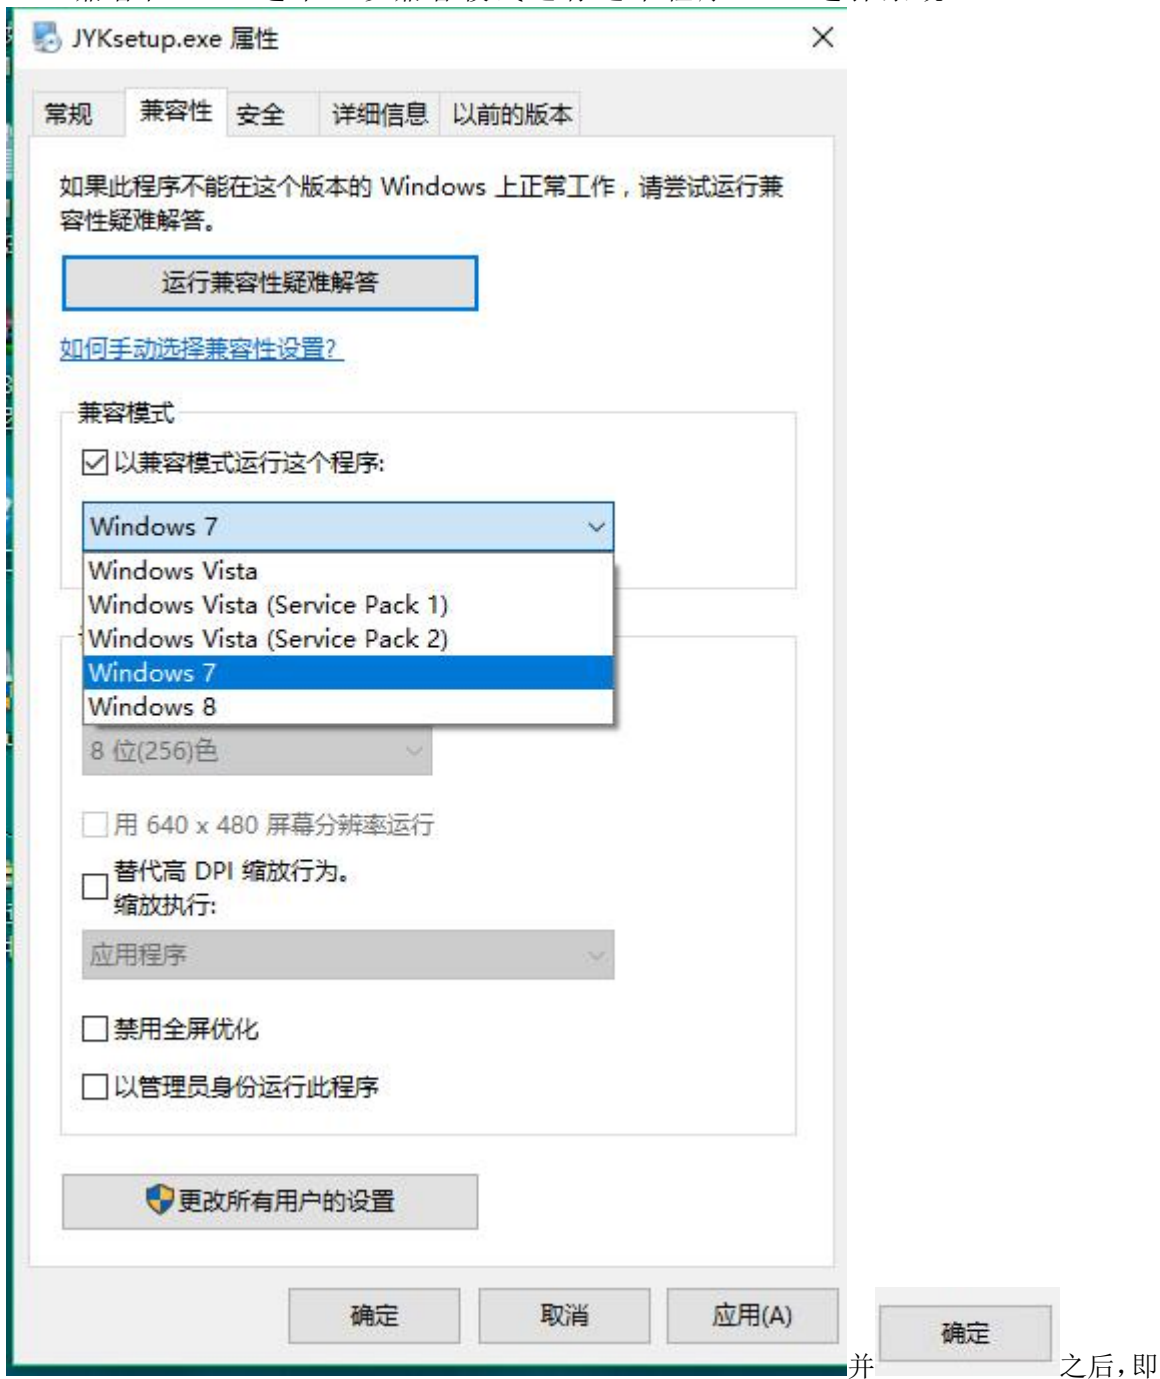 JYKsetup.exe 属性
常规 兼容性 安全 详细信息 以前的版本
如果此程序不能在这个版本的 Windows 上正常工作，请尝试运行兼
容性疑难解答。
运行兼容性疑难解答
如何手动选择兼容性设置?
兼容模式
以兼容模式运行这个程序:
Windows 7
Windows Vista
Windows Vista (Service Pack 1)
Windows Vista (Service Pack 2)
Windows 7
Windows 8
8 位(256)色
用 640 x 480 屏幕分辨率运行
替代高 DPI 缩放行为。
缩放执行:
应用程序
禁用全屏优化
以管理员身份运行此程序
更改所有用户的设置
确定 取消 应用(A)
并 确定 之后，即